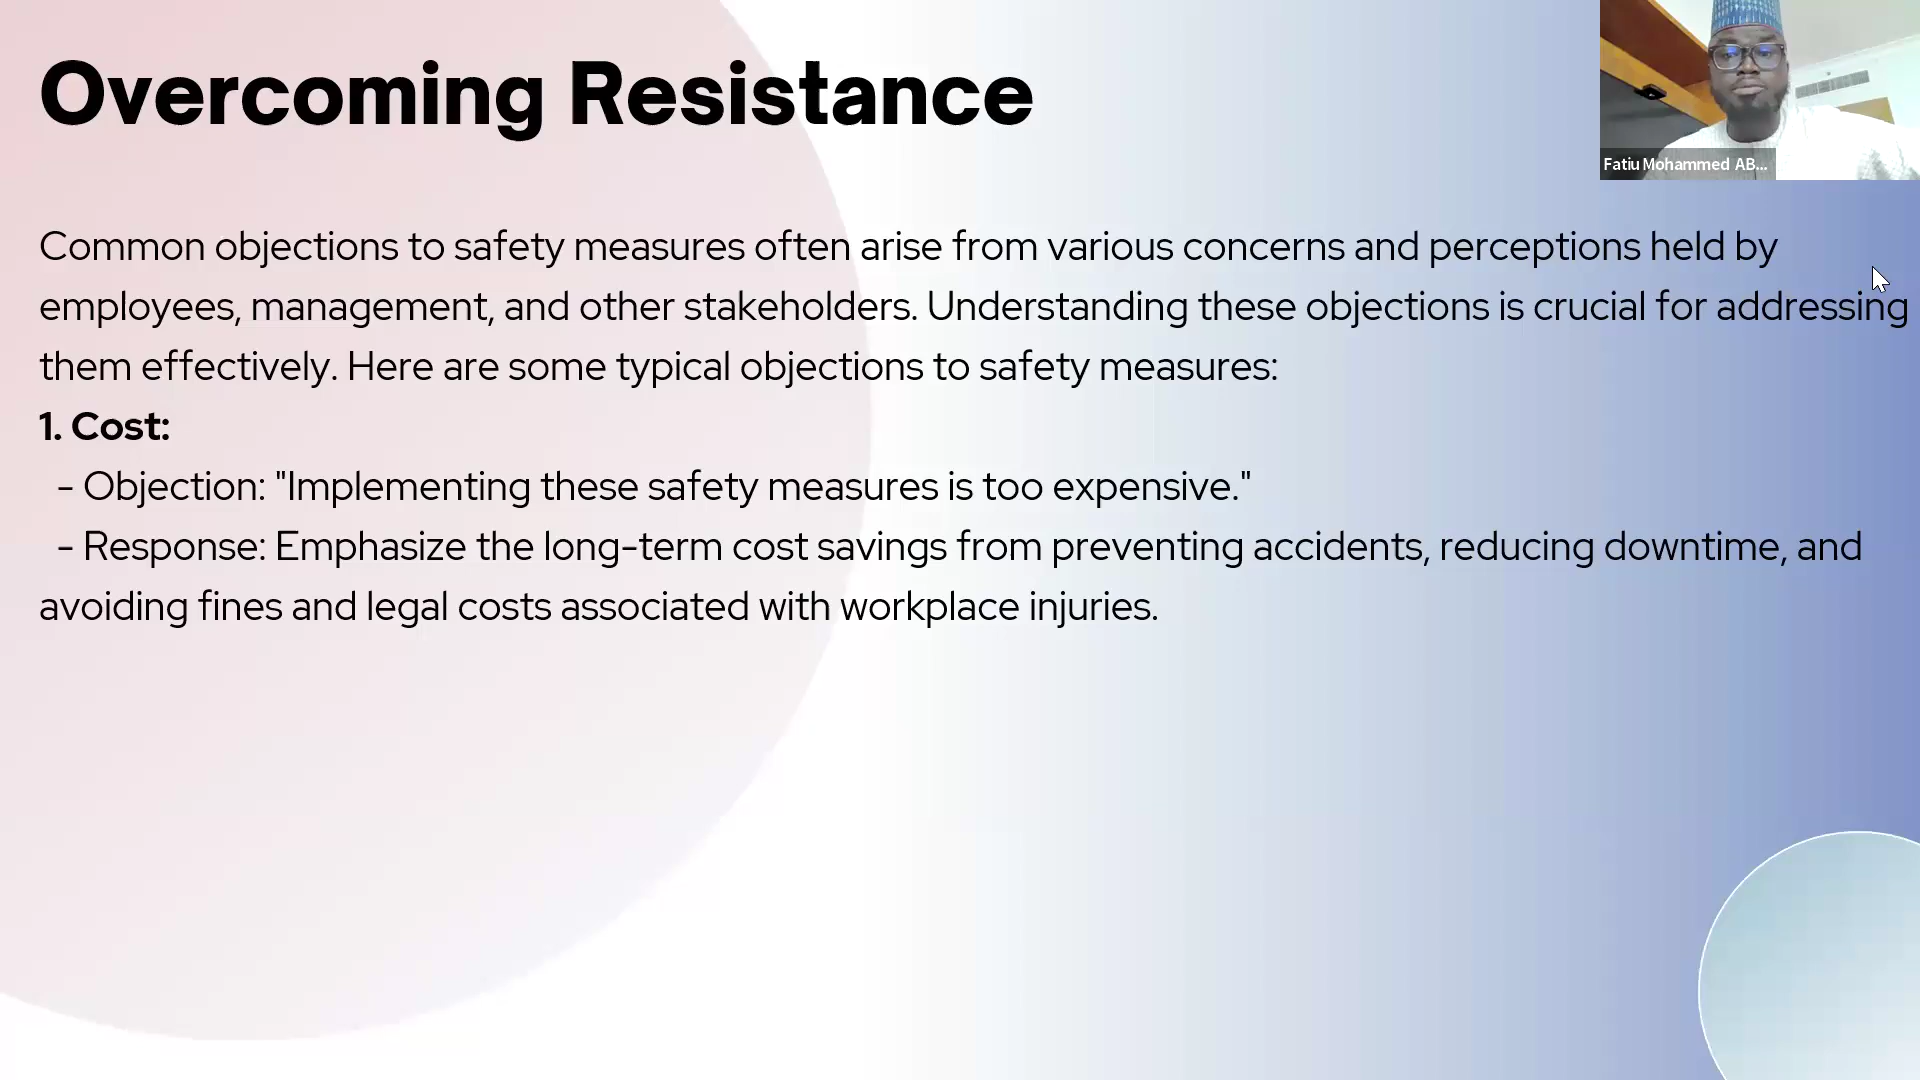 Overcoming Resistance
Fatiu Mohammed AB...
Common objections to safety measures often arise from various concerns and perceptions held by
employees, management, and other stakeholders. Understanding these objections is crucial for addressing
them effectively. Here are some typical objections to safety measures:
1. Cost:
- Objection: "Implementing these safety measures is too expensive."
- Response: Emphasize the long-term cost savings from preventing accidents, reducing downtime, and
avoiding fines and legal costs associated with workplace injuries.